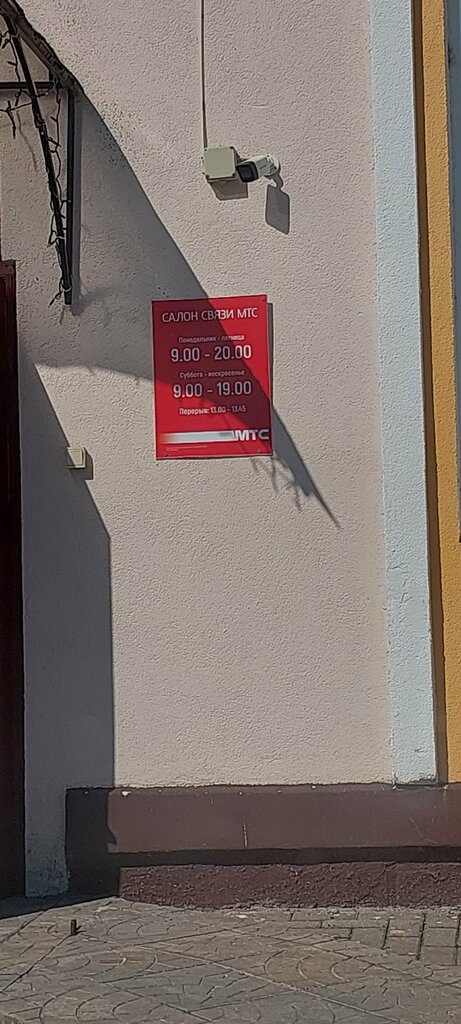 САЛОН СВЯЗИ МТС
Понедельник - пятница
9.00 - 20.00
Суббота - воскресенье
9.00 - 19.00
Перерыв: 13.00 - 13.45
МТС